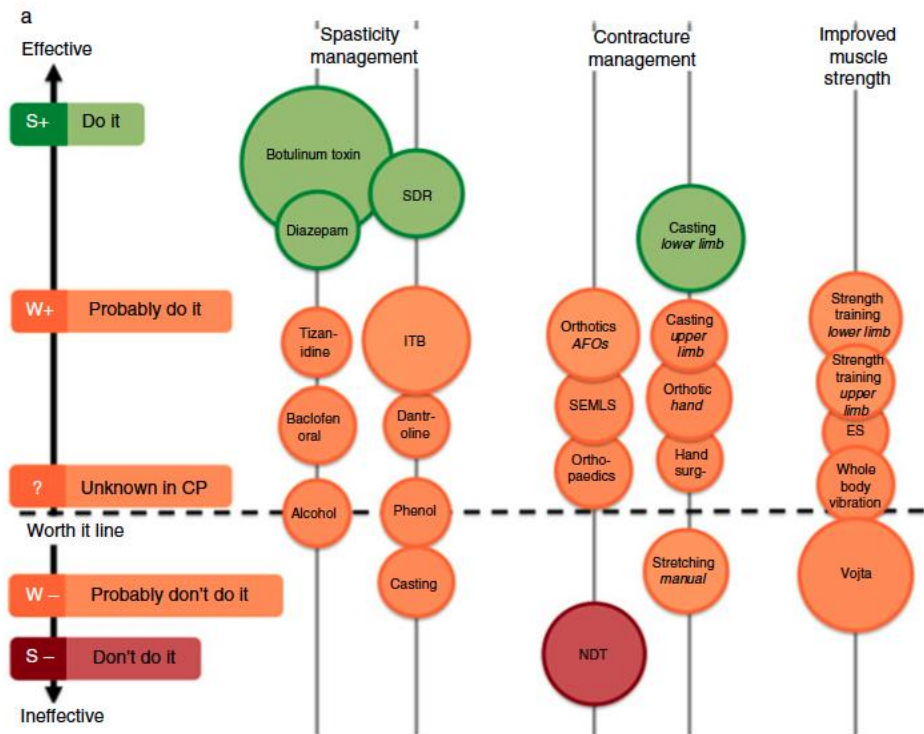 a
Effective
Spasticity
management
Contracture
management
Improved
muscle
strength
S+ Do it
Botulinum toxin
SDR
Diazepam
Casting
lower limb
W+ Probably do it
Tizan-
idine
ITB
Orthotics
AFOs
Casting
upper
limb
Strength
training
lower limb
Baclofen
oral
Dantr-
oline
SEMLS
Orthotic
hand
Strength
training
upper
limb
ES
? Unknown in CP
Ortho-
paedics
Hand
surg-
Whole
body
vibration
Alcohol
Phenol
Worth it line
W – Probably don't do it
Casting
Stretching
manual
Vojta
S – Don't do it
NDT
Ineffective